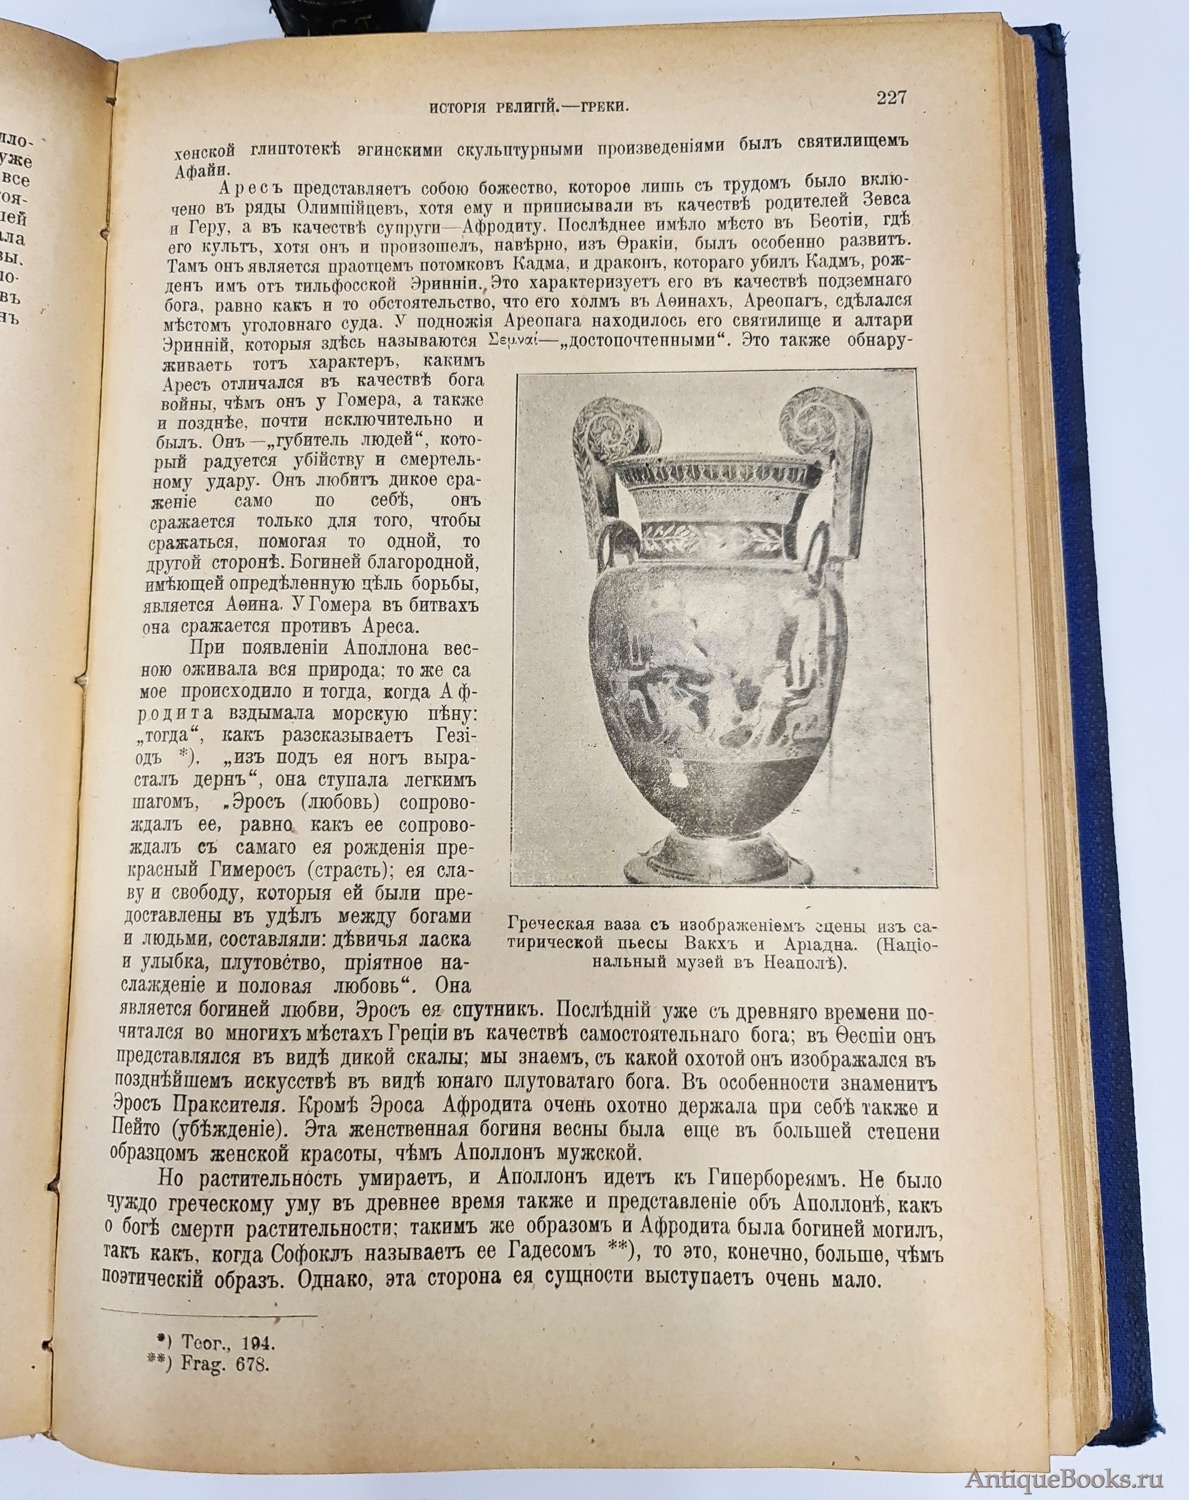 ИСТОРІЯ РЕЛИГІЙ.—ГРЕКИ.
227
хенской глиптотекѣ эгинскими скульптурными произведеніями былъ святилищемъ
Афайи.
Аресъ представляетъ собою божество, которое лишь съ трудомъ было вклю-
чено въ ряды Олимпійцевъ, хотя ему и приписывали въ качествѣ родителей Зевса
и Геру, а въ качествѣ супруги—Афродиту. Послѣднее имѣло мѣсто въ Беотіи, гдѣ
его культъ, хотя онъ и произошелъ, навѣрно, изъ Ѳракіи, былъ особенно развитъ.
Тамъ онъ является праотцемъ потомковъ Кадма, и драконъ, котораго убилъ Кадмъ, рож-
денъ имъ отъ тильфосской Эринніи. Это характеризуетъ его въ качествѣ подземнаго
бога, равно какъ и то обстоятельство, что его холмъ въ Аѳинахъ, Ареопагъ, сдѣлался
мѣстомъ уголовнаго суда. У подножія Ареопага находилось его святилище и алтари
Эринній, которыя здѣсь называются Σεμναί—„достопочтенными“. Это также обнару-
живаетъ тотъ характеръ, какимъ
Аресъ отличался въ качествѣ бога
войны, чѣмъ онъ у Гомера, а также
и позднѣе, почти исключительно и
былъ. Онъ—„губитель людей“, кото-
рый радуется убійству и смертель-
ному удару. Онъ любитъ дикое сра-
женіе само по себѣ, онъ
сражается только для того, чтобы
сражаться, помогая то одной, то
другой сторонѣ. Богиней благородной,
имѣющей опредѣленную цѣль борьбы,
является Аѳина. У Гомера въ битвахъ
она сражается противъ Ареса.
При появленіи Аполлона вес-
ною оживала вся природа; то же са
мое происходило и тогда, когда Аф-
родита вздымала морскую пѣну:
„тогда“, какъ разсказываетъ Гезі-
одъ *), „изъ подъ ея ногъ выра-
сталъ дернъ“, она ступала легкимъ
шагомъ, „Эросъ (любовь) сопрово-
ждалъ ее, равно какъ ее сопрово-
ждалъ съ самаго ея рожденія пре-
красный Гимеросъ (страсть); ея сла-
ву и свободу, которыя ей были пре-
доставлены въ удѣлъ между богами
и людьми, составляли: дѣвичья ласка
и улыбка, плутовство, пріятное на-
слажденіе и половая любовь“. Она
Греческая ваза съ изображеніемъ сцены изъ са-
тирической пьесы Вакхъ и Аріадна. (Націо-
нальный музей въ Неаполѣ).
является богиней любви, Эросъ ея спутникъ. Послѣдній уже съ древняго времени по-
читался во многихъ мѣстахъ Греціи въ качествѣ самостоятельнаго бога; въ Ѳеспіи онъ
представлялся въ видѣ дикой скалы; мы знаемъ, съ какой охотой онъ изображался въ
позднѣйшемъ искусствѣ въ видѣ юнаго плутоватаго бога. Въ особенности знаменитъ
Эросъ Праксителя. Кромѣ Эроса Афродита очень охотно держала при себѣ также и
Пейто (убѣжденіе). Эта женственная богиня весны была еще въ большей степени
образцомъ женской красоты, чѣмъ Аполлонъ мужской.
Но растительность умираетъ, и Аполлонъ идетъ къ Гипербореямъ. Не было
чуждо греческому уму въ древнее время также и представленіе объ Аполлонѣ, какъ
о богѣ смерти растительности; такимъ же образомъ и Афродита была богиней могилъ,
такъ какъ, когда Софоклъ называетъ ее Гадесомъ **), то это, конечно, больше, чѣмъ
поэтическій образъ. Однако, эта сторона ея сущности выступаетъ очень мало.
*) Теог., 194.
**) Frag. 678.
пло-
уже
все
тоя-
ней
ала
вы.
по-
въ
AntiqueBooks.ru